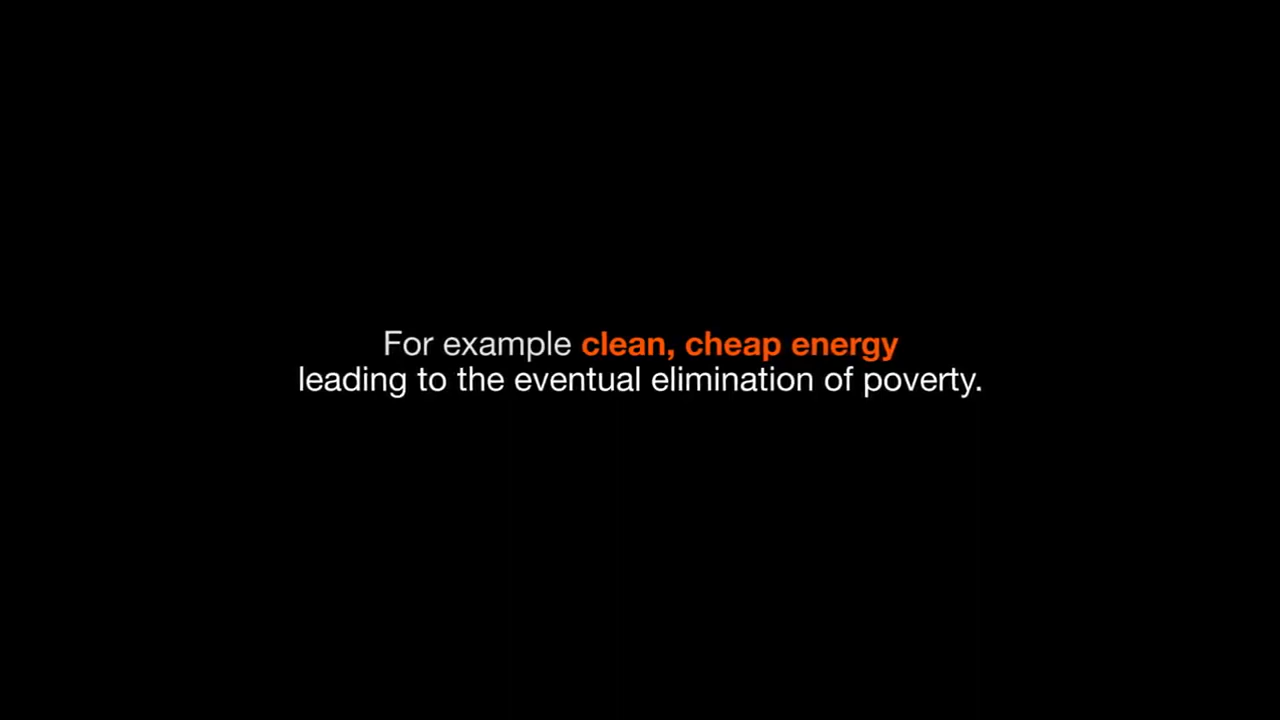 For example clean, cheap energy
leading to the eventual elimination of poverty.